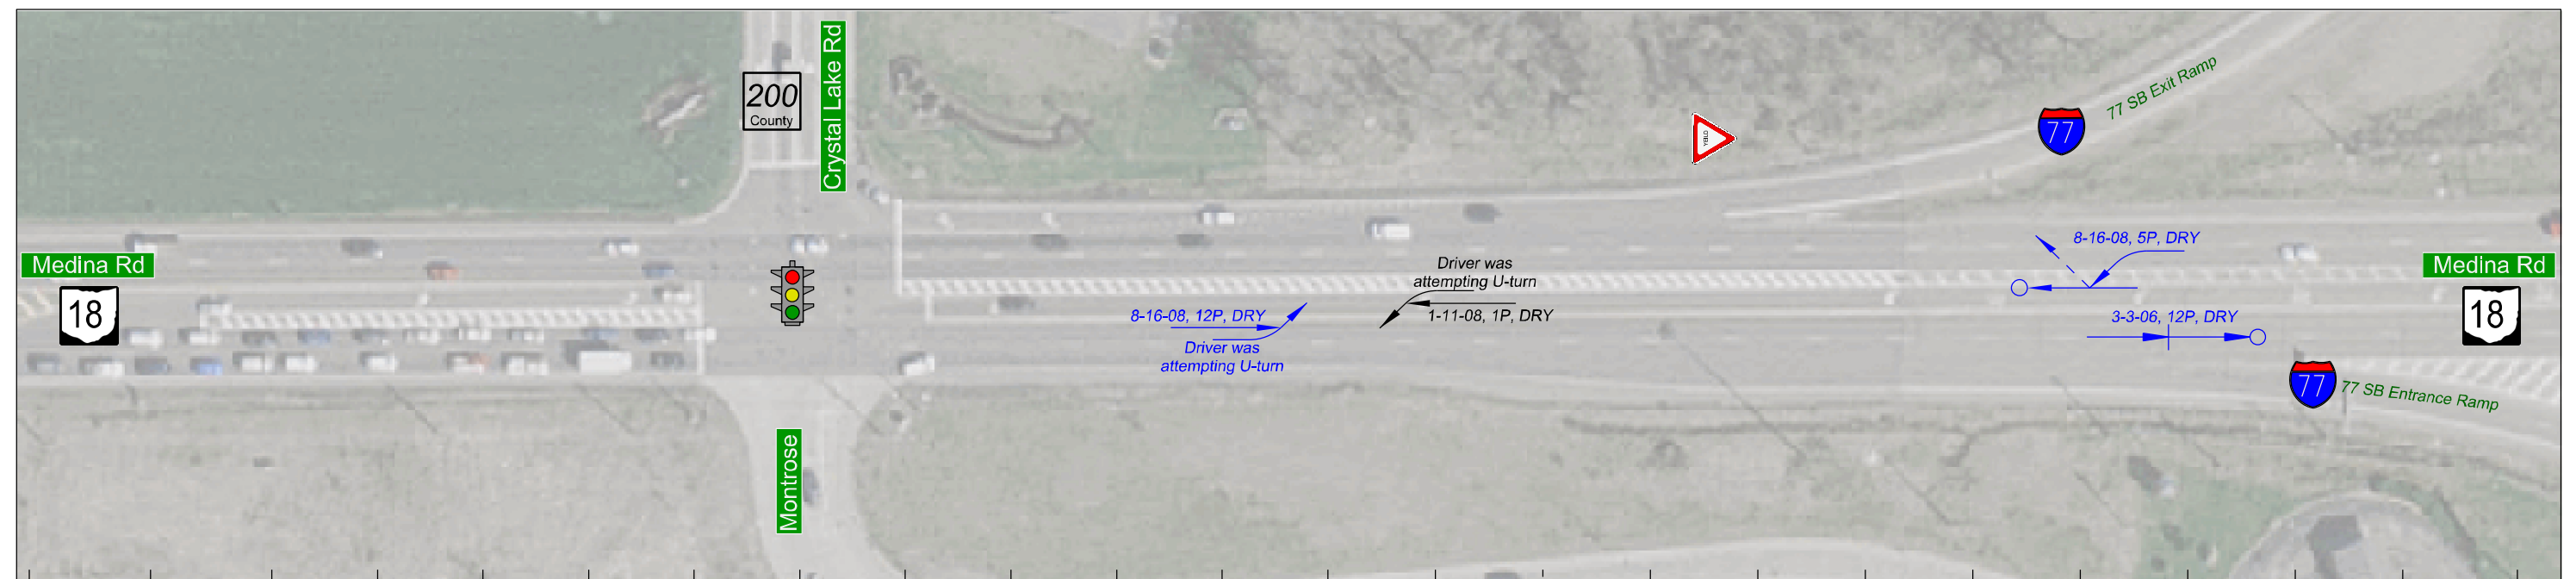 200
County
Crystal Lake Rd
YIELD
77
77 SB Exit Ramp
Medina Rd
18
8-16-08, 12P, DRY
Driver was
attempting U-turn
Driver was
attempting U-turn
1-11-08, 1P, DRY
8-16-08, 5P, DRY
3-3-06, 12P, DRY
Medina Rd
18
77
77 SB Entrance Ramp
Montrose